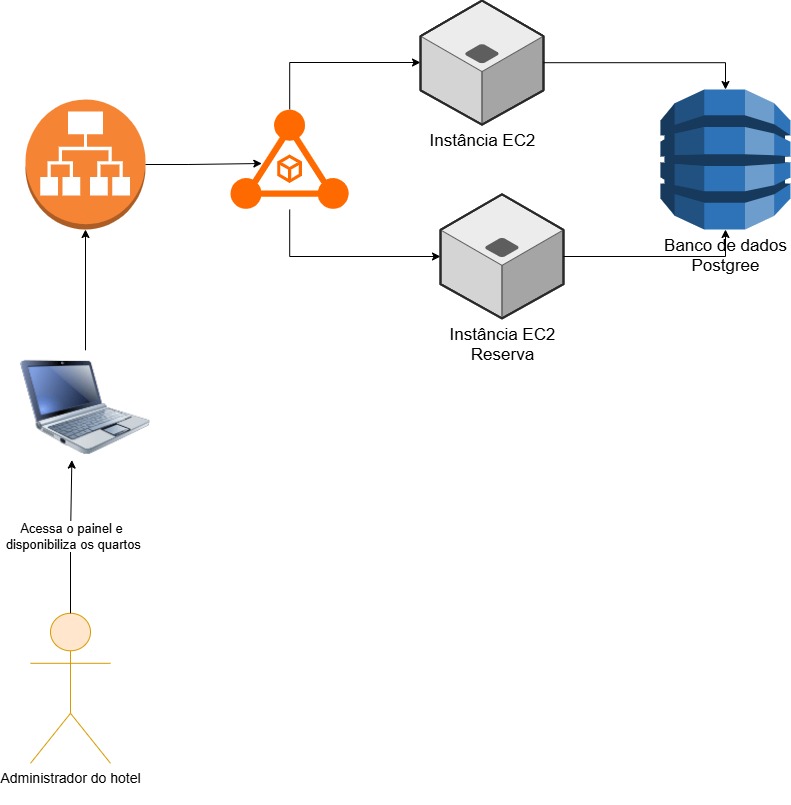 Instância EC2
Banco de dados
Postgree
Instância EC2
Reserva
Acessa o painel e
disponibiliza os quartos
Administrador do hotel